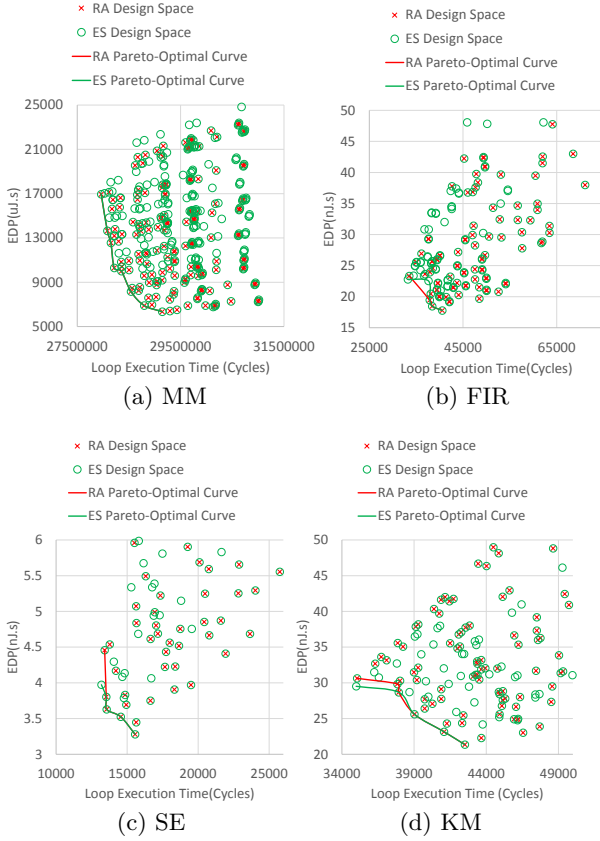 RA Design Space
ES Design Space
RA Pareto-Optimal Curve
ES Pareto-Optimal Curve
25000
21000
17000
13000
9000
5000
EDP(uJ.s)
275000000 295000000 315000000
Loop Execution Time(Cycles)
(a) MM
RA Design Space
ES Design Space
RA Pareto-Optimal Curve
ES Pareto-Optimal Curve
50
45
40
35
30
25
20
15
EDP(nJ.s)
25000 45000 65000
Loop Execution Time(Cycles)
(b) FIR
RA Design Space
ES Design Space
RA Pareto-Optimal Curve
ES Pareto-Optimal Curve
6
5.5
5
4.5
4
3.5
3
EDP(nJ.s)
10000 15000 20000 25000
Loop Execution Time(Cycles)
(c) SE
RA Design Space
ES Design Space
RA Pareto-Optimal Curve
ES Pareto-Optimal Curve
50
45
40
35
30
25
20
EDP(nJ.s)
34000 39000 44000 49000
Loop Execution Time(Cycles)
(d) KM